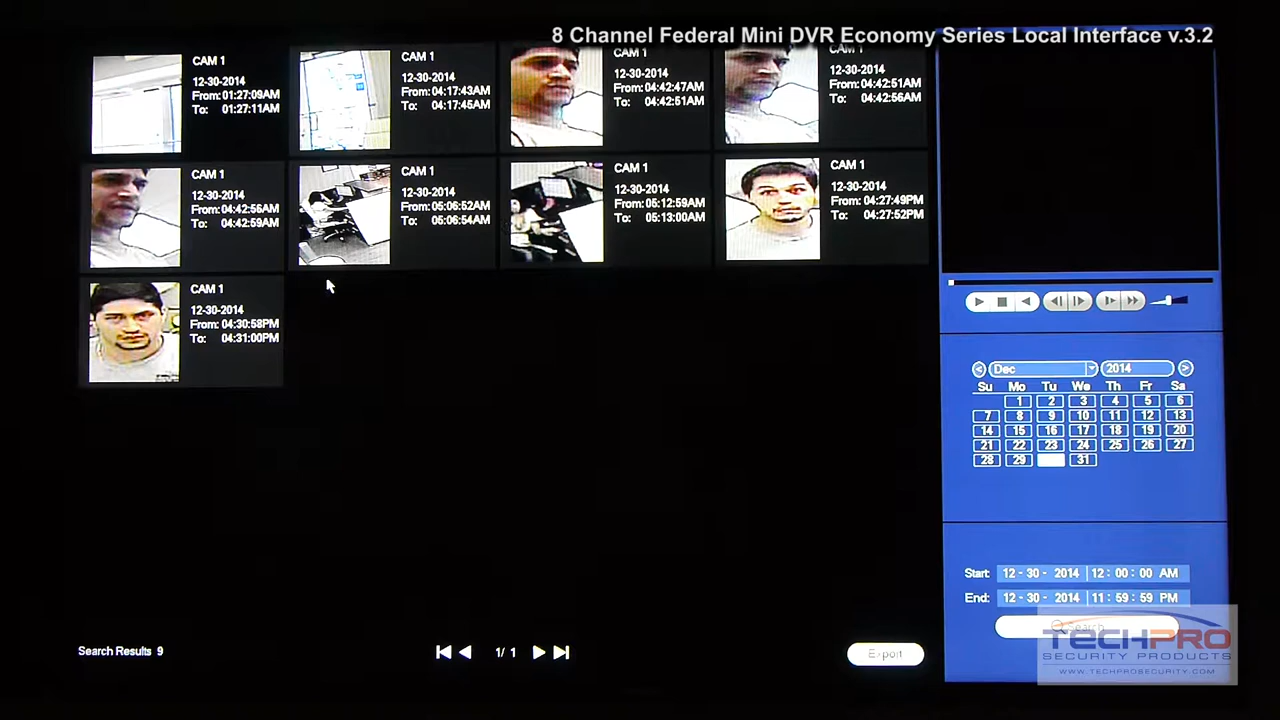 8 Channel Federal Mini DVR Economy Series Local Interface v.3.2
CAM 1
12-30-2014
From: 01:27:09AM
To: 01:27:11AM
CAM 1
12-30-2014
From: 04:17:43AM
To: 04:17:45AM
CAM 1
12-30-2014
From: 04:42:47AM
To: 04:42:51AM
CAM 1
12-30-2014
From: 04:42:51AM
To: 04:42:56AM
CAM 1
12-30-2014
From: 04:42:56AM
To: 04:42:59AM
CAM 1
12-30-2014
From: 05:06:52AM
To: 05:06:54AM
CAM 1
12-30-2014
From: 05:12:59AM
To: 05:13:00AM
CAM 1
12-30-2014
From: 04:27:49PM
To: 04:27:52PM
CAM 1
12-30-2014
From: 04:30:58PM
To: 04:31:00PM
Dec 2014
Su Mo Tu We Th Fr Sa
1 2 3 4 5 6
7 8 9 10 11 12 13
14 15 16 17 18 19 20
21 22 23 24 25 26 27
28 29 31
Start: 12 - 30 - 2014 12 : 00 : 00 AM
End: 12 - 30 - 2014 11 : 59 : 59 PM
Search
Search Results 9
1/ 1
Export
TECHPRO
SECURITY PRODUCTS
WWW.TECHPROSECURITY.COM